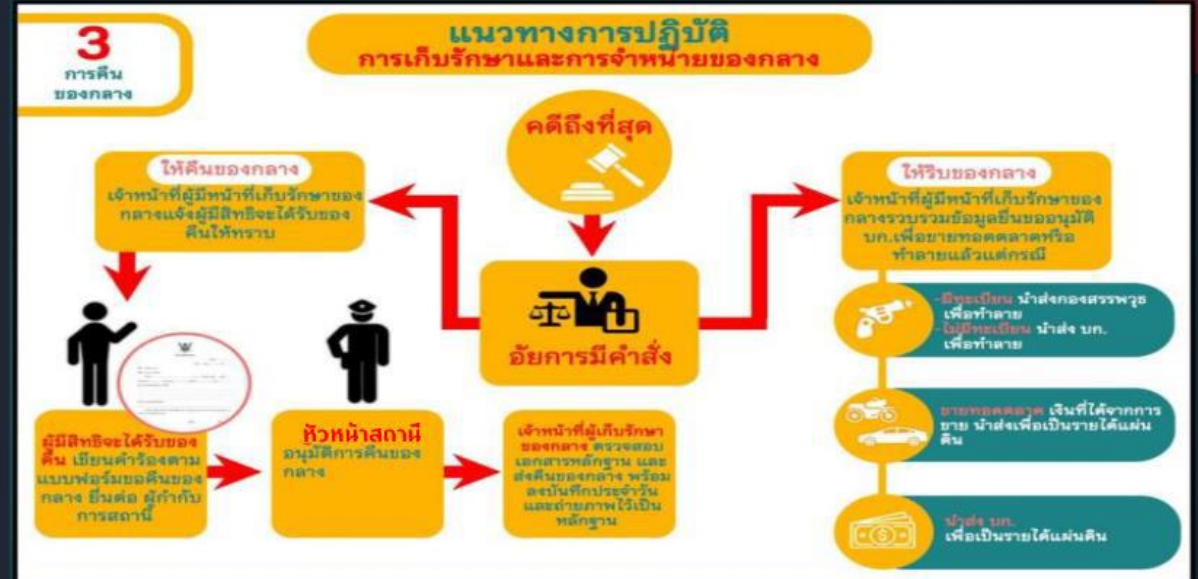 3
การคืน
ของกลาง
แนวทางการปฏิบัติ
การเก็บรักษาและการจำหน่ายของกลาง
คดีถึงที่สุด
ให้คืนของกลาง
เจ้าหน้าที่ผู้มีหน้าที่เก็บรักษาของ
กลางแจ้งผู้มีสิทธิจะได้รับของ
คืนให้ทราบ
อัยการมีคำสั่ง
ให้ริบของกลาง
เจ้าหน้าที่ผู้มีหน้าที่เก็บรักษาของ
กลางรวบรวมข้อมูลยื่นขออนุมัติ
บก.เพื่อขายทอดตลาดหรือ
ทำลายแล้วแต่กรณี
-มีทะเบียน นำส่งกองสรรพาวุธ
เพื่อทำลาย
-ไม่มีทะเบียน นำส่ง บก.
เพื่อทำลาย
ขายทอดตลาด เงินที่ได้จากการ
ขาย นำส่งเพื่อเป็นรายได้แผ่น
ดิน
นำส่ง บก.
เพื่อเป็นรายได้แผ่นดิน
ผู้มีสิทธิจะได้รับของ
คืน เขียนคำร้องตาม
แบบฟอร์มขอคืนของ
กลาง ยื่นต่อ ผู้กำกับ
การสถานี
หัวหน้าสถานี
อนุมัติการคืนของ
กลาง
เจ้าหน้าที่ผู้เก็บรักษา
ของกลาง ตรวจสอบ
เอกสารหลักฐาน และ
ส่งคืนของกลาง พร้อม
ลงบันทึกประจำวัน
และถ่ายภาพไว้เป็น
หลักฐาน